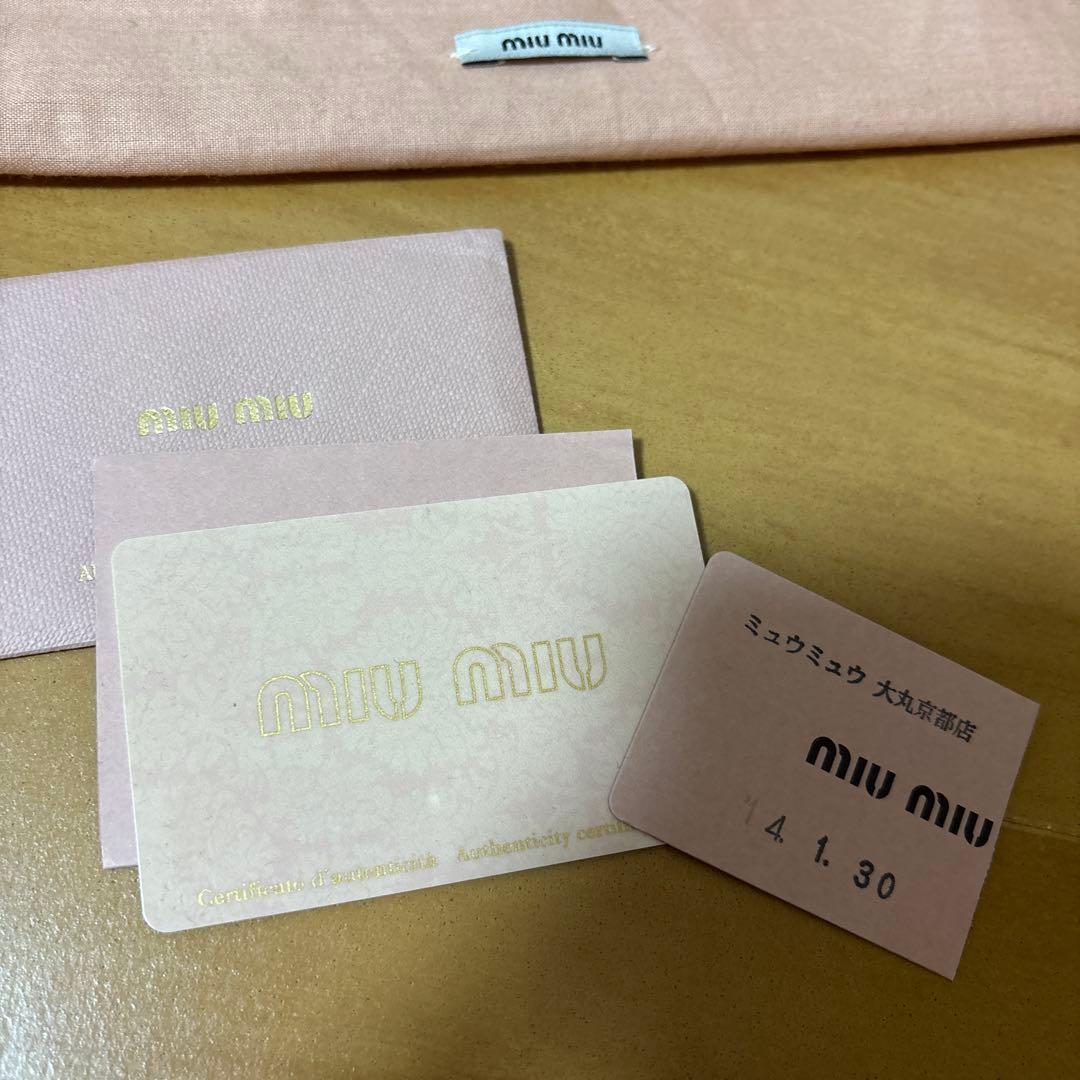 miu miu
miu miu
miu miu
Certificato d'autenticità Authenticity
ミュウミュウ 大丸京都店
miu miu
'14. 1. 30